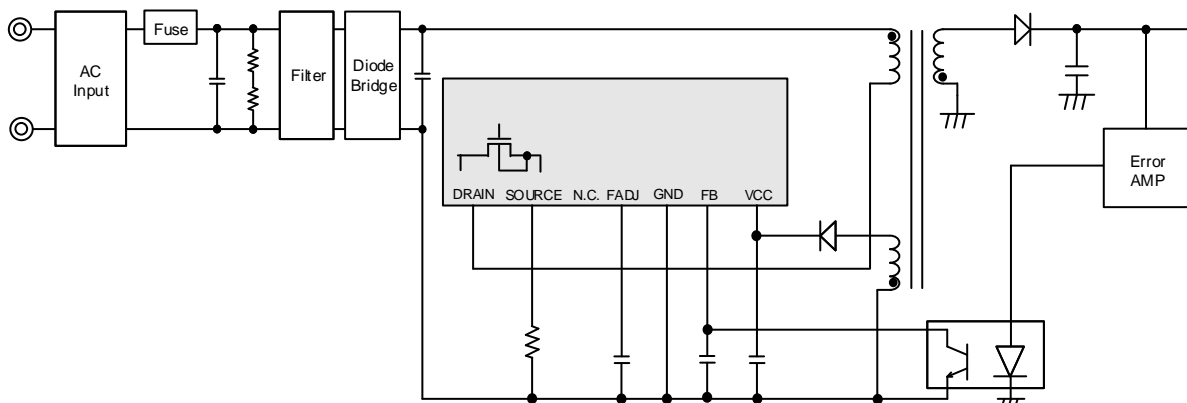 Fuse
AC
Input
Filter
Diode
Bridge
DRAIN SOURCE N.C. FADJ GND FB VCC
Error
AMP